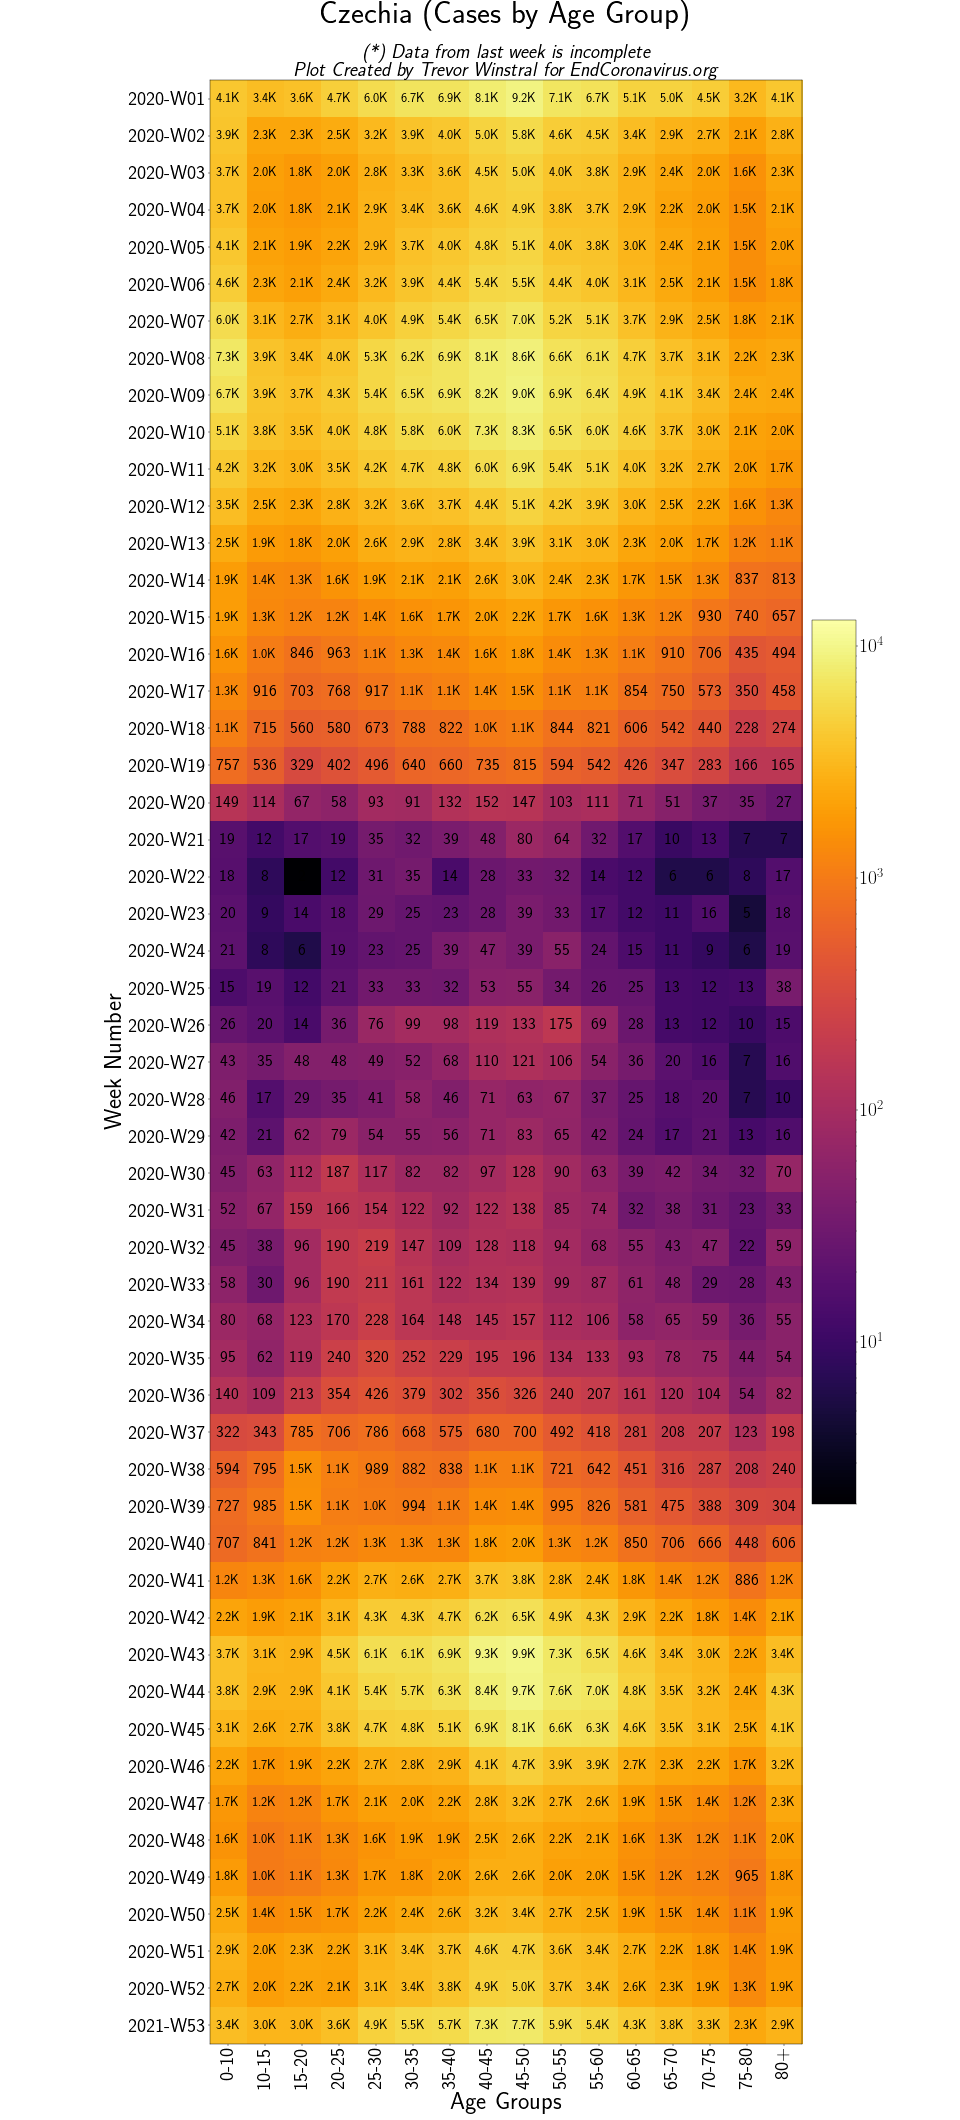 Czechia (Cases by Age Group)
(*) Data from last week is incomplete
Plot Created by Trevor Winstral for EndCoronavirus.org
2020-W01 4.1K 3.4K 3.6K 4.7K 6.0K 6.7K 6.9K 8.1K 9.2K 7.1K 6.7K 5.1K 5.0K 4.5K 3.2K 4.1K
2020-W02 3.9K 2.3K 2.3K 2.5K 3.2K 3.9K 4.0K 5.0K 5.8K 4.6K 4.5K 3.4K 2.9K 2.7K 2.1K 2.8K
2020-W03 3.7K 2.0K 1.8K 2.0K 2.8K 3.3K 3.6K 4.5K 5.0K 4.0K 3.8K 2.9K 2.4K 2.0K 1.6K 2.3K
2020-W04 3.7K 2.0K 1.8K 2.1K 2.9K 3.4K 3.6K 4.6K 4.9K 3.8K 3.7K 2.9K 2.2K 2.0K 1.5K 2.1K
2020-W05 4.1K 2.1K 1.9K 2.2K 2.9K 3.7K 4.0K 4.8K 5.1K 4.0K 3.8K 3.0K 2.4K 2.1K 1.5K 2.0K
2020-W06 4.6K 2.3K 2.1K 2.4K 3.2K 3.9K 4.4K 5.4K 5.5K 4.4K 4.0K 3.1K 2.5K 2.1K 1.5K 1.8K
2020-W07 6.0K 3.1K 2.7K 3.1K 4.0K 4.9K 5.4K 6.5K 7.0K 5.2K 5.1K 3.7K 2.9K 2.5K 1.8K 2.1K
2020-W08 7.3K 3.9K 3.4K 4.0K 5.3K 6.2K 6.9K 8.1K 8.6K 6.6K 6.1K 4.7K 3.7K 3.1K 2.2K 2.3K
2020-W09 6.7K 3.9K 3.7K 4.3K 5.4K 6.5K 6.9K 8.2K 9.0K 6.9K 6.4K 4.9K 4.1K 3.4K 2.4K 2.4K
2020-W10 5.1K 3.8K 3.5K 4.0K 4.8K 5.8K 6.0K 7.3K 8.3K 6.5K 6.0K 4.6K 3.7K 3.0K 2.1K 2.0K
2020-W11 4.2K 3.2K 3.0K 3.5K 4.2K 4.7K 4.8K 6.0K 6.9K 5.4K 5.1K 4.0K 3.2K 2.7K 2.0K 1.7K
2020-W12 3.5K 2.5K 2.3K 2.8K 3.2K 3.6K 3.7K 4.4K 5.1K 4.2K 3.9K 3.0K 2.5K 2.2K 1.6K 1.3K
2020-W13 2.5K 1.9K 1.8K 2.0K 2.6K 2.9K 2.8K 3.4K 3.9K 3.1K 3.0K 2.3K 2.0K 1.7K 1.2K 1.1K
2020-W14 1.9K 1.4K 1.3K 1.6K 1.9K 2.1K 2.1K 2.6K 3.0K 2.4K 2.3K 1.7K 1.5K 1.3K 837 813
2020-W15 1.9K 1.3K 1.2K 1.2K 1.4K 1.6K 1.7K 2.0K 2.2K 1.7K 1.6K 1.3K 1.2K 930 740 657
2020-W16 1.6K 1.0K 846 963 1.1K 1.3K 1.4K 1.6K 1.8K 1.4K 1.3K 1.1K 910 706 435 494
2020-W17 1.3K 916 703 768 917 1.1K 1.1K 1.4K 1.5K 1.1K 1.1K 854 750 573 350 458
2020-W18 1.1K 715 560 580 673 788 822 1.0K 1.1K 844 821 606 542 440 228 274
2020-W19 757 536 329 402 496 640 660 735 815 594 542 426 347 283 166 165
2020-W20 149 114 67 58 93 91 132 152 147 103 111 71 51 37 35 27
2020-W21 19 12 17 19 35 32 39 48 80 64 32 17 10 13 7 7
2020-W22 18 8 12 31 35 14 28 33 32 14 12 6 6 8 17
2020-W23 20 9 14 18 29 25 23 28 39 33 17 12 11 16 5 18
2020-W24 21 8 6 19 23 25 39 47 39 55 24 15 11 9 6 19
2020-W25 15 19 12 21 33 33 32 53 55 34 26 25 13 12 13 38
2020-W26 26 20 14 36 76 99 98 119 133 175 69 28 13 12 10 15
2020-W27 43 35 48 48 49 52 68 110 121 106 54 36 20 16 7 16
2020-W28 46 17 29 35 41 58 46 71 63 67 37 25 18 20 7 10
2020-W29 42 21 62 79 54 55 56 71 83 65 42 24 17 21 13 16
2020-W30 45 63 112 187 117 82 82 97 128 90 63 39 42 34 32 70
2020-W31 52 67 159 166 154 122 92 122 138 85 74 32 38 31 23 33
2020-W32 45 38 96 190 219 147 109 128 118 94 68 55 43 47 22 59
2020-W33 58 30 96 190 211 161 122 134 139 99 87 61 48 29 28 43
2020-W34 80 68 123 170 228 164 148 145 157 112 106 58 65 59 36 55
2020-W35 95 62 119 240 320 252 229 195 196 134 133 93 78 75 44 54
2020-W36 140 109 213 354 426 379 302 356 326 240 207 161 120 104 54 82
2020-W37 322 343 785 706 786 668 575 680 700 492 418 281 208 207 123 198
2020-W38 594 795 1.5K 1.1K 989 882 838 1.1K 1.1K 721 642 451 316 287 208 240
2020-W39 727 985 1.5K 1.1K 1.0K 994 1.1K 1.4K 1.4K 995 826 581 475 388 309 304
2020-W40 707 841 1.2K 1.2K 1.3K 1.3K 1.3K 1.8K 2.0K 1.3K 1.2K 850 706 666 448 606
2020-W41 1.2K 1.3K 1.6K 2.2K 2.7K 2.6K 2.7K 3.7K 3.8K 2.8K 2.4K 1.8K 1.4K 1.2K 886 1.2K
2020-W42 2.2K 1.9K 2.1K 3.1K 4.3K 4.3K 4.7K 6.2K 6.5K 4.9K 4.3K 2.9K 2.2K 1.8K 1.4K 2.1K
2020-W43 3.7K 3.1K 2.9K 4.5K 6.1K 6.1K 6.9K 9.3K 9.9K 7.3K 6.5K 4.6K 3.4K 3.0K 2.2K 3.4K
2020-W44 3.8K 2.9K 2.9K 4.1K 5.4K 5.7K 6.3K 8.4K 9.7K 7.6K 7.0K 4.8K 3.5K 3.2K 2.4K 4.3K
2020-W45 3.1K 2.6K 2.7K 3.8K 4.7K 4.8K 5.1K 6.9K 8.1K 6.6K 6.3K 4.6K 3.5K 3.1K 2.5K 4.1K
2020-W46 2.2K 1.7K 1.9K 2.2K 2.7K 2.8K 2.9K 4.1K 4.7K 3.9K 3.9K 2.7K 2.3K 2.2K 1.7K 3.2K
2020-W47 1.7K 1.2K 1.2K 1.7K 2.1K 2.0K 2.2K 2.8K 3.2K 2.7K 2.6K 1.9K 1.5K 1.4K 1.2K 2.3K
2020-W48 1.6K 1.0K 1.1K 1.3K 1.6K 1.9K 1.9K 2.5K 2.6K 2.2K 2.1K 1.6K 1.3K 1.2K 1.1K 2.0K
2020-W49 1.8K 1.0K 1.1K 1.3K 1.7K 1.8K 2.0K 2.6K 2.6K 2.0K 2.0K 1.5K 1.2K 1.2K 965 1.8K
2020-W50 2.5K 1.4K 1.5K 1.7K 2.2K 2.4K 2.6K 3.2K 3.4K 2.7K 2.5K 1.9K 1.5K 1.4K 1.1K 1.9K
2020-W51 2.9K 2.0K 2.3K 2.2K 3.1K 3.4K 3.7K 4.6K 4.7K 3.6K 3.4K 2.7K 2.2K 1.8K 1.4K 1.9K
2020-W52 2.7K 2.0K 2.2K 2.1K 3.1K 3.4K 3.8K 4.9K 5.0K 3.7K 3.4K 2.6K 2.3K 1.9K 1.3K 1.9K
2021-W53 3.4K 3.0K 3.0K 3.6K 4.9K 5.5K 5.7K 7.3K 7.7K 5.9K 5.4K 4.3K 3.8K 3.3K 2.3K 2.9K
0-10 10-15 15-20 20-25 25-30 30-35 35-40 40-45 45-50 50-55 55-60 60-65 65-70 70-75 75-80 80+
Age Groups
Week Number
10⁴
10³
10²
10¹